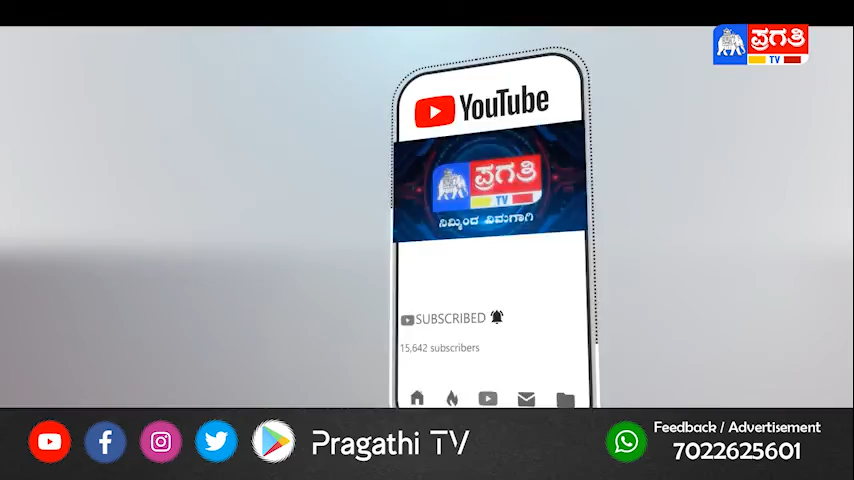 ಪ್ರಗತಿ
TV
YouTube
ಪ್ರಗತಿ
TV
ನಿಮ್ಮಿಂದ ನಿಮಗಾಗಿ
SUBSCRIBED
15,642 subscribers
Pragathi TV
Feedback / Advertisement
7022625601